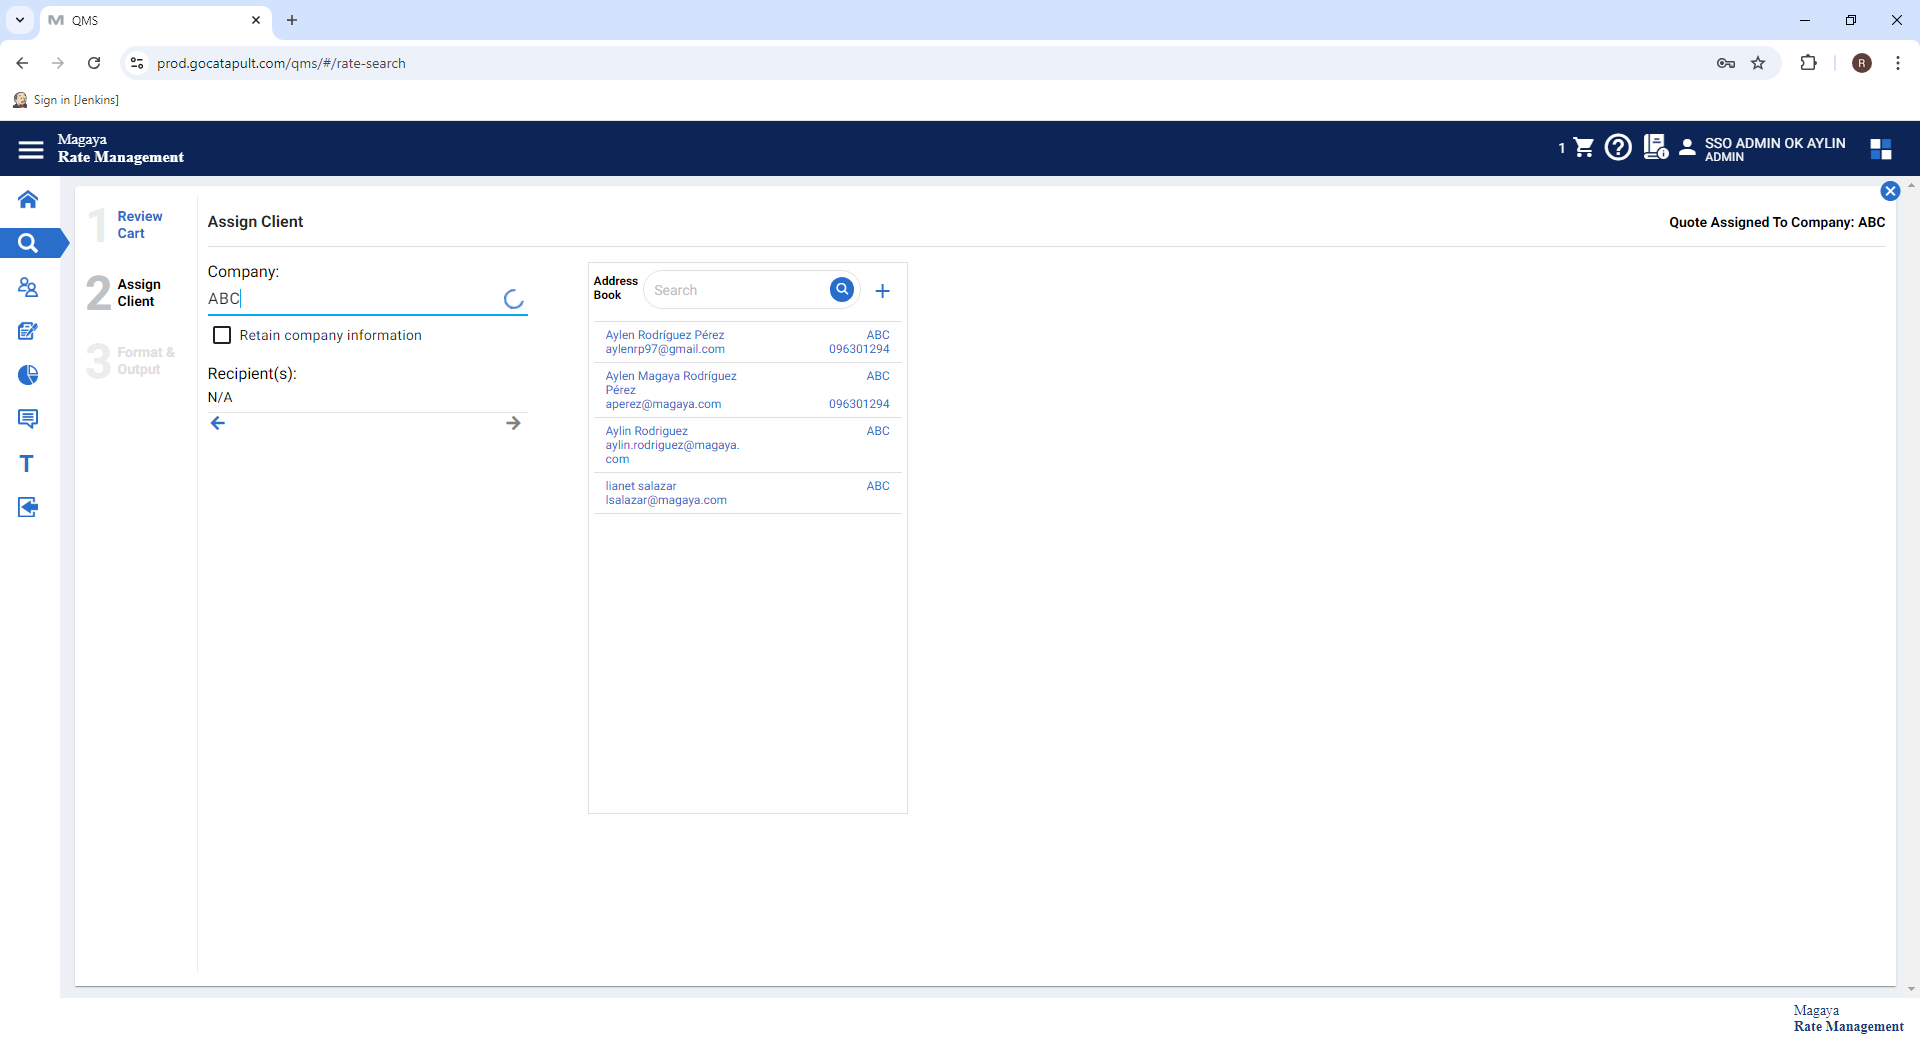 QMS
prod.gocatapult.com/qms/#/rate-search
R
Sign in [Jenkins]
Magaya
Rate Management
1
SSO ADMIN OK AYLIN
ADMIN
1 Review
Cart
2 Assign
Client
3 Format &
Output
Assign Client
Quote Assigned To Company: ABC
Company:
ABC
Retain company information
Recipient(s):
N/A
Address
Book
Search
Aylen Rodríguez Pérez ABC
aylenrp97@gmail.com 096301294
Aylen Magaya Rodríguez ABC
Pérez
aperez@magaya.com 096301294
Aylin Rodriguez ABC
aylin.rodriguez@magaya.
com
lianet salazar ABC
lsalazar@magaya.com
T
Magaya
Rate Management